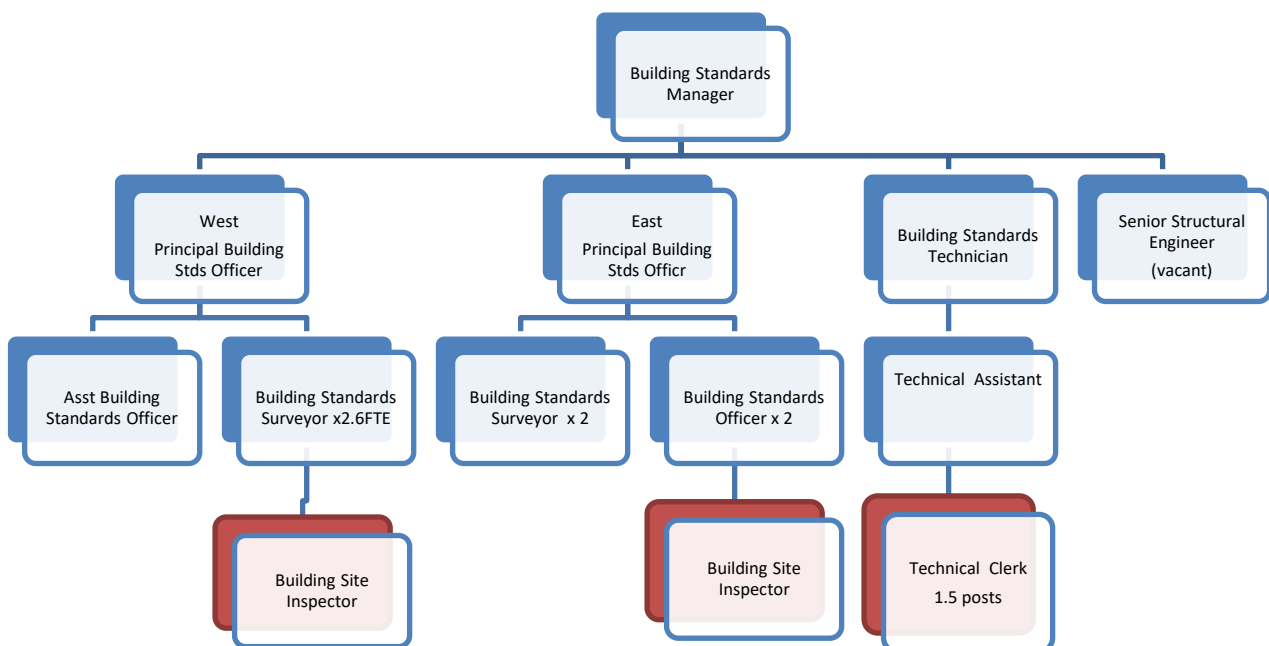 Building Standards
Manager
West
Principal Building
Stds Officer
East
Principal Building
Stds Officr
Building Standards
Technician
Senior Structural
Engineer
(vacant)
Asst Building
Standards Officer
Building Standards
Surveyor x2.6FTE
Building Standards
Surveyor x 2
Building Standards
Officer x 2
Technical Assistant
Building Site
Inspector
Building Site
Inspector
Technical Clerk
1.5 posts